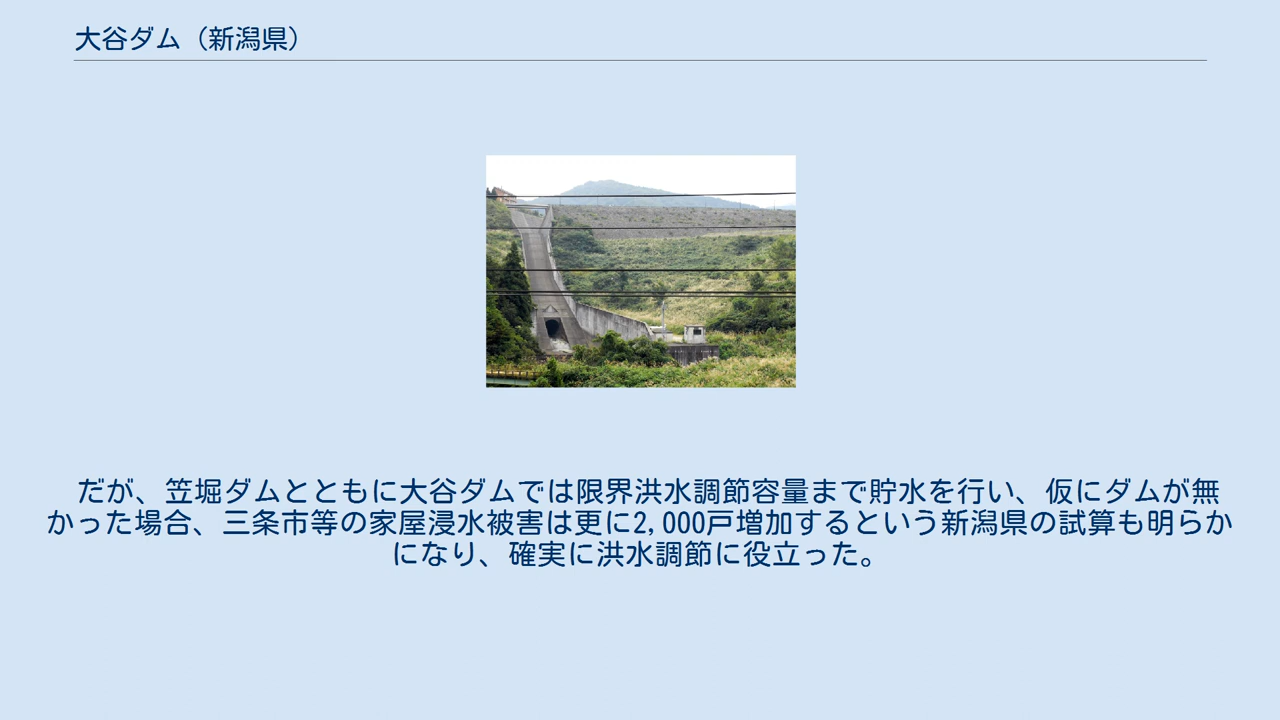 大谷ダム（新潟県）
だが、笠堀ダムとともに大谷ダムでは限界洪水調節容量まで貯水を行い、仮にダムが無
かった場合、三条市等の家屋浸水被害は更に2,000戸増加するという新潟県の試算も明らか
になり、確実に洪水調節に役立った。